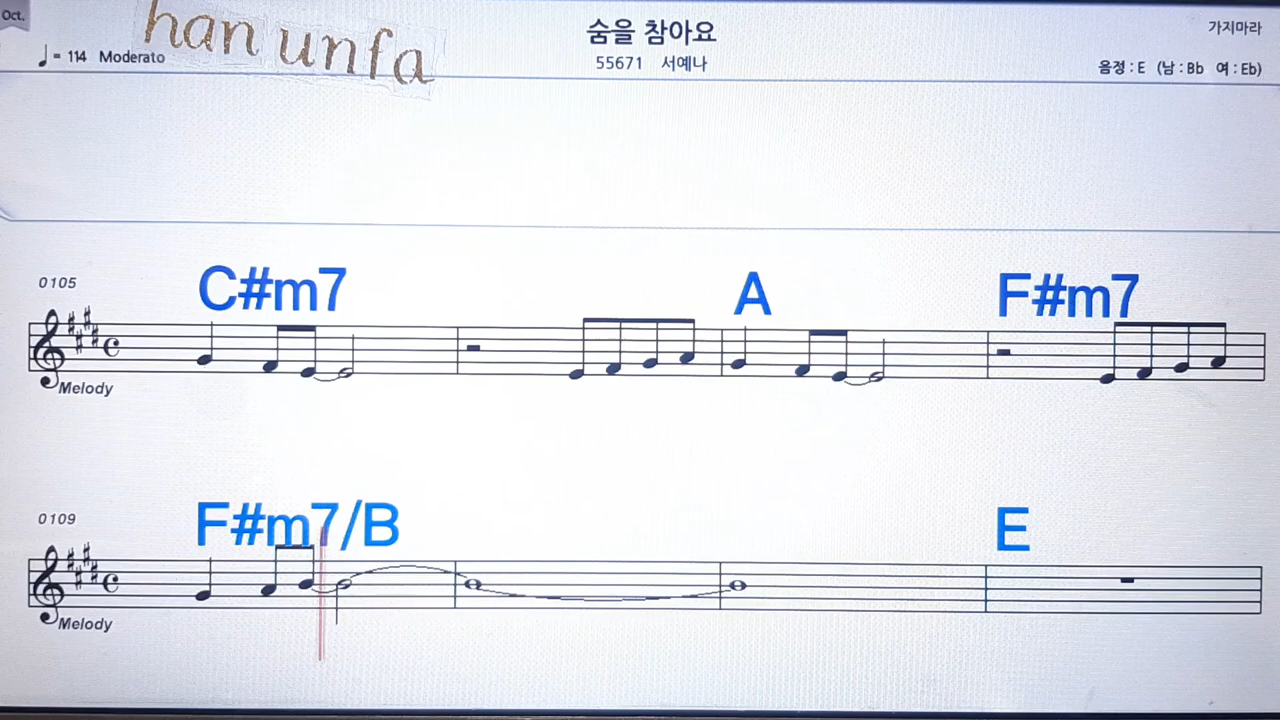 Oct.
han unfa
숨을 참아요
가지마라
♩= 114 Moderato
55671 서예나
음정 : E (남 : Bb 여 : Eb)
0105
C#m7
A
F#m7
Melody
0109
F#m7/B
E
Melody